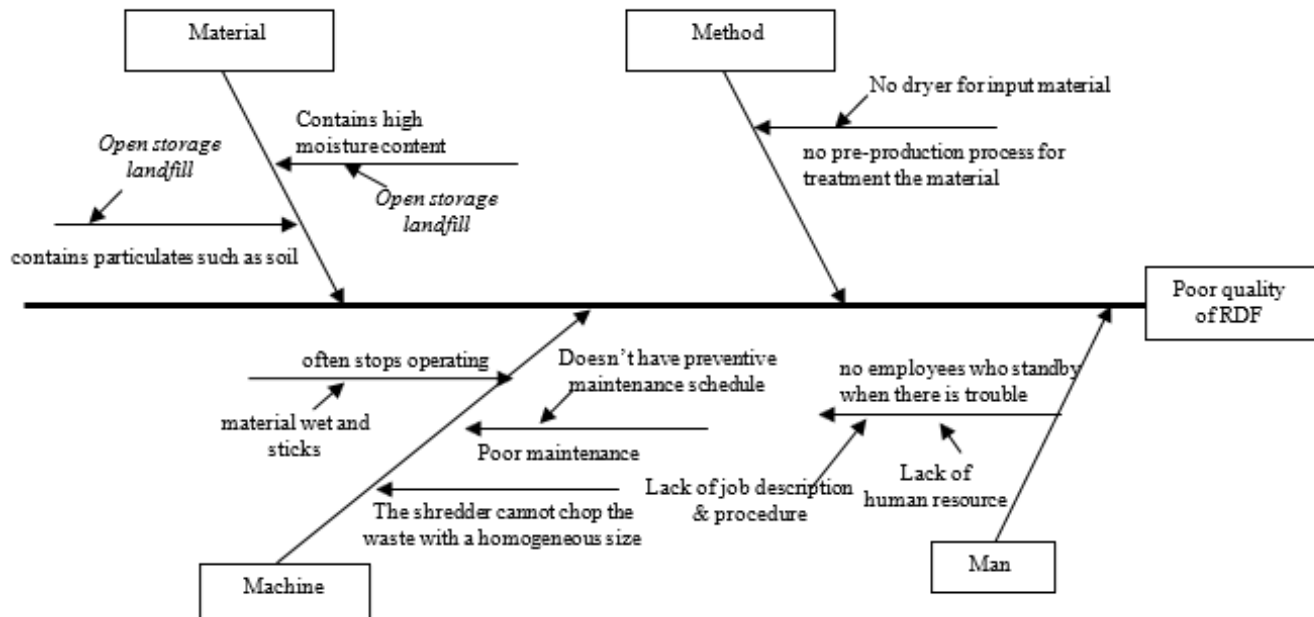 Material
Method
No dryer for input material
Contains high
moisture content
Open storage
landfill
no pre-production process for
treatment the material
Open storage
landfill
contains particulates such as soil
Poor quality
of RDF
often stops operating
Doesn't have preventive
maintenance schedule
no employees who standby
when there is trouble
material wet and
sticks
Poor maintenance
Lack of job description
& procedure
Lack of
human resource
The shredder cannot chop the
waste with a homogeneous size
Machine
Man